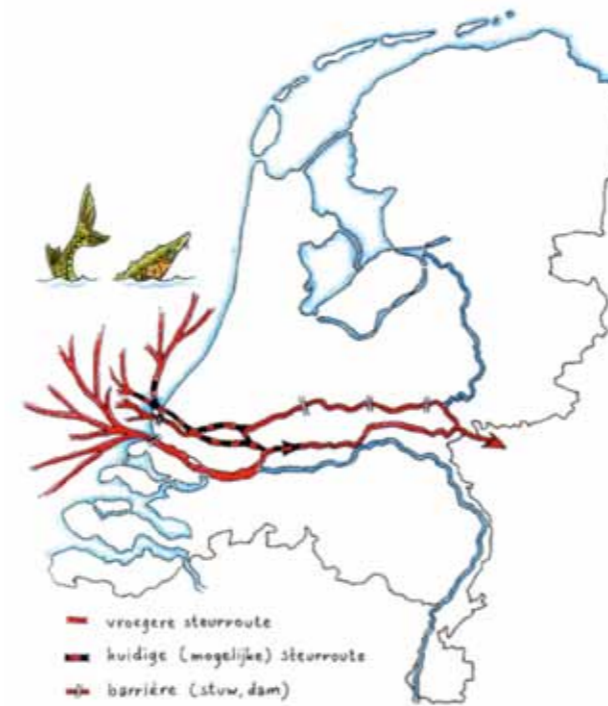 vroegere steurroute
huidige (mogelijke) steurroute
barrière (stuw, dam)